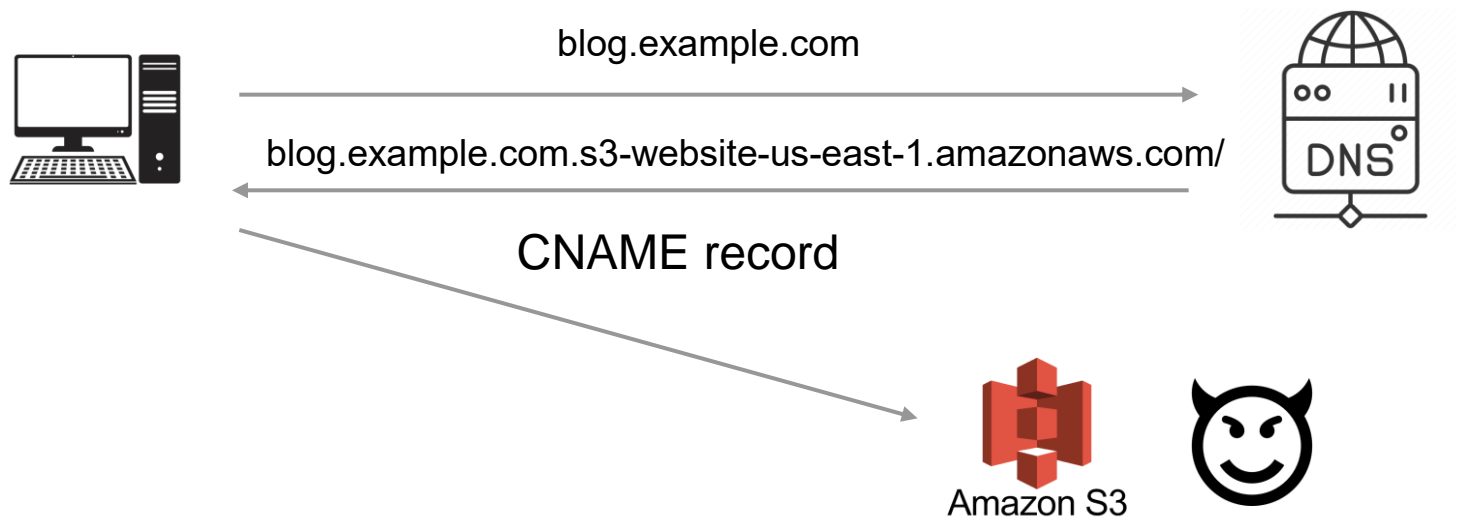 blog.example.com
blog.example.com.s3-website-us-east-1.amazonaws.com/
DNS
CNAME record
Amazon S3